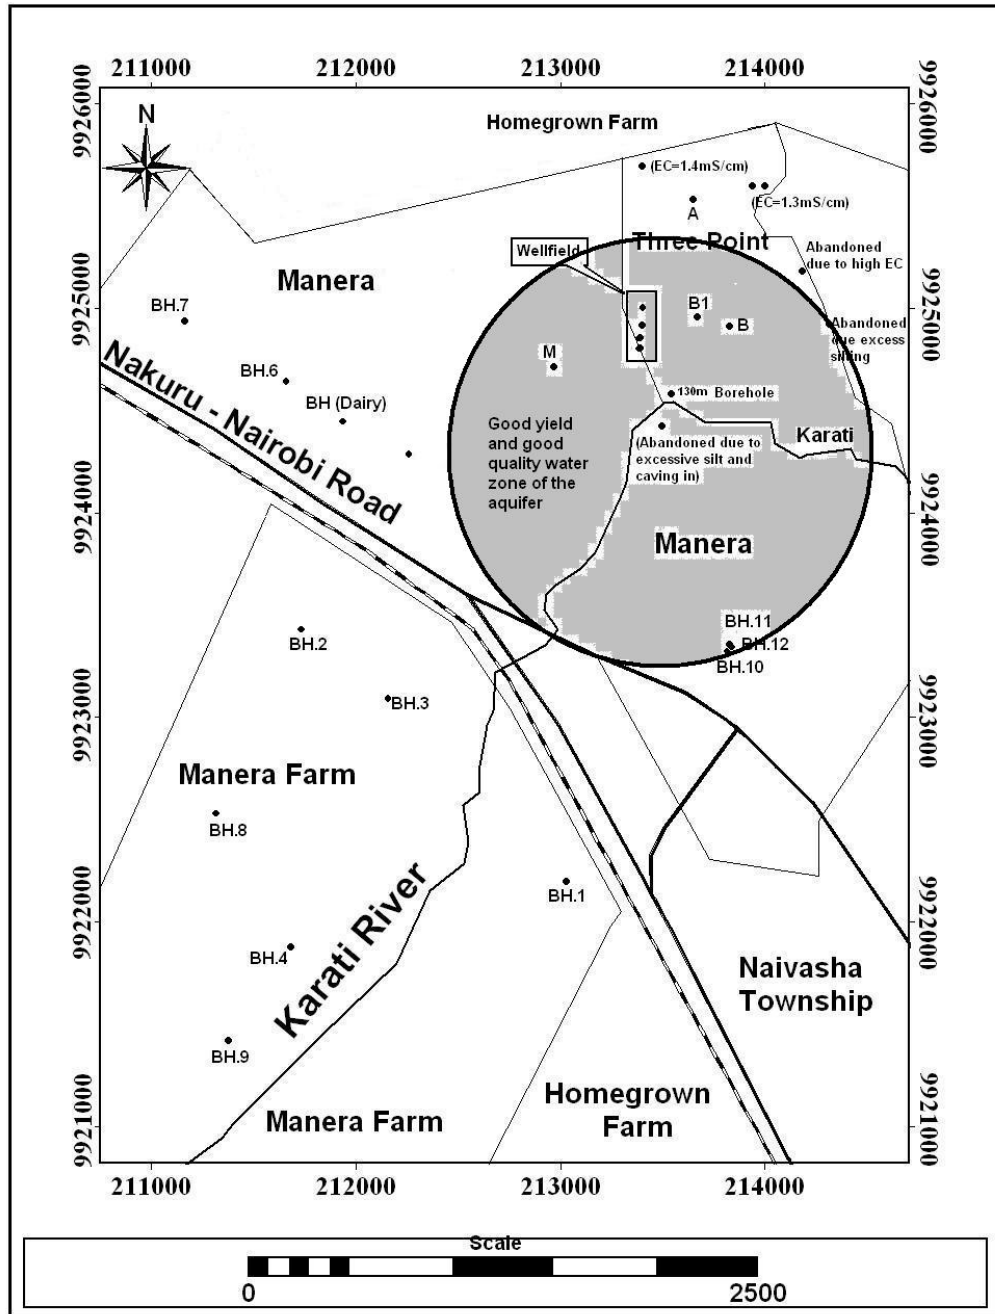 211000 212000 213000 214000
9926000
9926000
N
Homegrown Farm
(EC=1.4mS/cm)
(EC=1.3mS/cm)
A
Three Point
Wellfield
Abandoned
due to high EC
Manera
BH.7
9925000
9925000
B1
B
Abandoned
due excess
silting
M
BH.6
Nakuru - Nairobi Road
BH (Dairy)
130m Borehole
Good yield
and good
quality water
zone of the
aquifer
(Abandoned due to
excessive silt and
caving in)
Karati
9924000
9924000
Manera
BH.11
BH.12
BH.10
BH.2
BH.3
9923000
9923000
Manera Farm
BH.8
BH.1
Karati River
9922000
9922000
BH.4
Naivasha
Township
BH.9
Homegrown
Farm
Manera Farm
9921000
9921000
211000 212000 213000 214000
Scale
0 2500